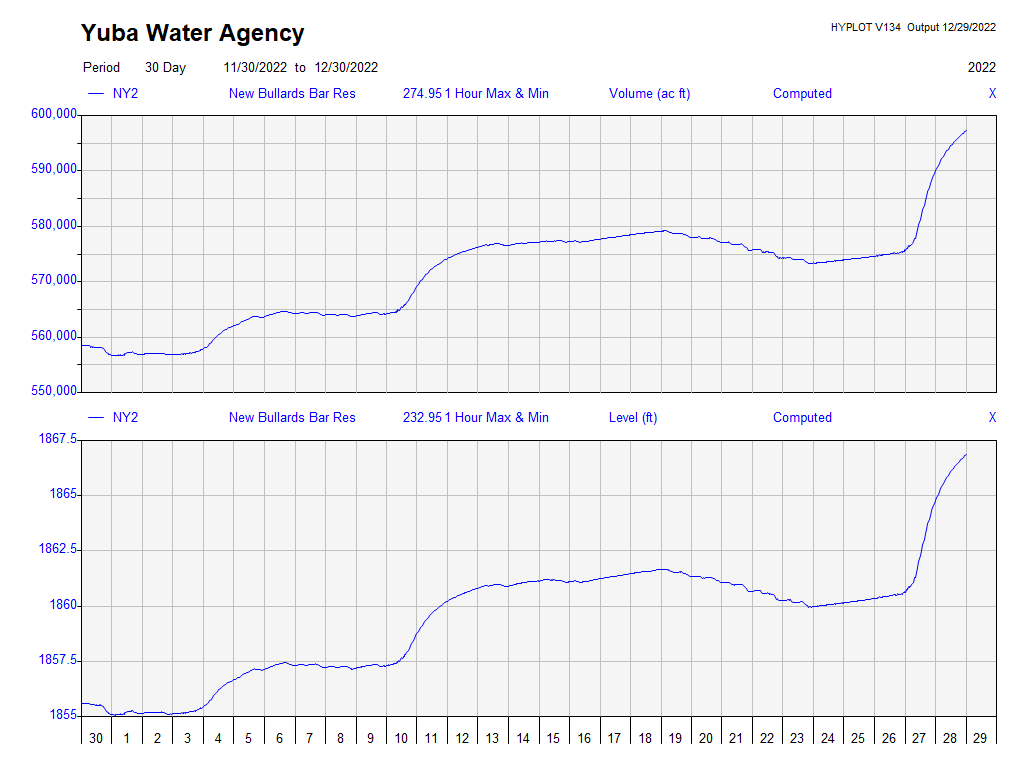 Yuba Water Agency
HYPLOT V134 Output 12/29/2022
Period 30 Day 11/30/2022 to 12/30/2022 2022
NY2 New Bullards Bar Res 274.95 1 Hour Max & Min Volume (ac ft) Computed X
600,000
590,000
580,000
570,000
560,000
550,000
NY2 New Bullards Bar Res 232.95 1 Hour Max & Min Level (ft) Computed X
1867.5
1865
1862.5
1860
1857.5
1855
30 1 2 3 4 5 6 7 8 9 10 11 12 13 14 15 16 17 18 19 20 21 22 23 24 25 26 27 28 29